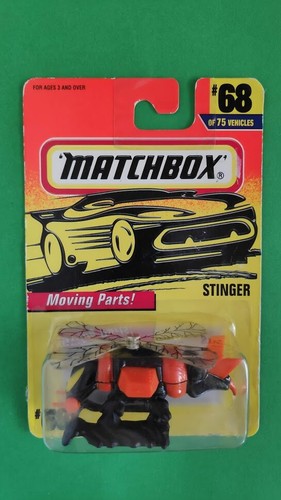 FOR AGES 3 AND OVER
#68
OF 75 VEHICLES
"MATCHBOX"®
STINGER
Moving Parts!
#